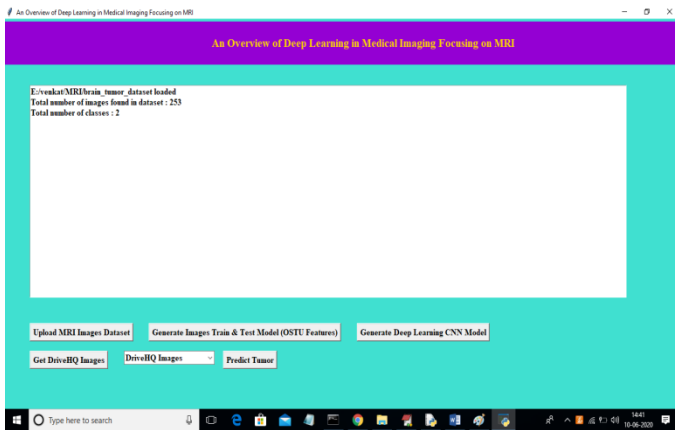 An Overview of Deep Learning in Medical Imaging Focusing on MRI
An Overview of Deep Learning in Medical Imaging Focusing on MRI
E:/venkat/MRI/brain_tumor_dataset loaded
Total number of images found in dataset : 253
Total number of classes : 2
Upload MRI Images Dataset Generate Images Train & Test Model (OSTU Features) Generate Deep Learning CNN Model
Get DriveHQ Images DriveHQ Images Predict Tumor
Type here to search 14:41
10-06-2020